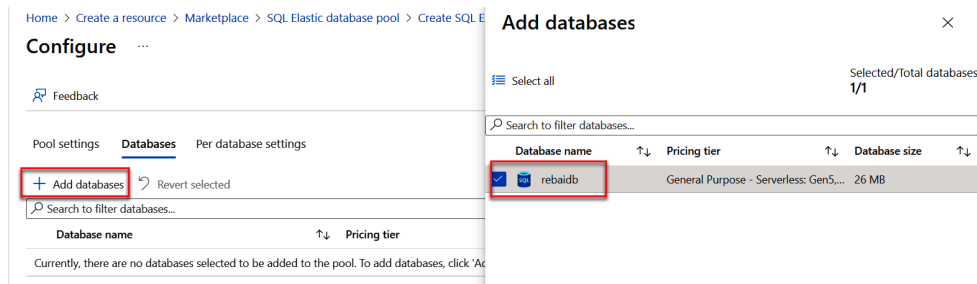 Home > Create a resource > Marketplace > SQL Elastic database pool > Create SQL E
Configure ...
Feedback
Pool settings Databases Per database settings
+ Add databases Revert selected
Search to filter databases...
Database name ↑↓ Pricing tier
Currently, there are no databases selected to be added to the pool. To add databases, click 'Ad
Add databases
Select all
Selected/Total databases
1/1
Search to filter databases...
Database name ↑↓ Pricing tier ↑↓ Database size ↑↓
SQL rebaidb General Purpose - Serverless: Gen5,... 26 MB